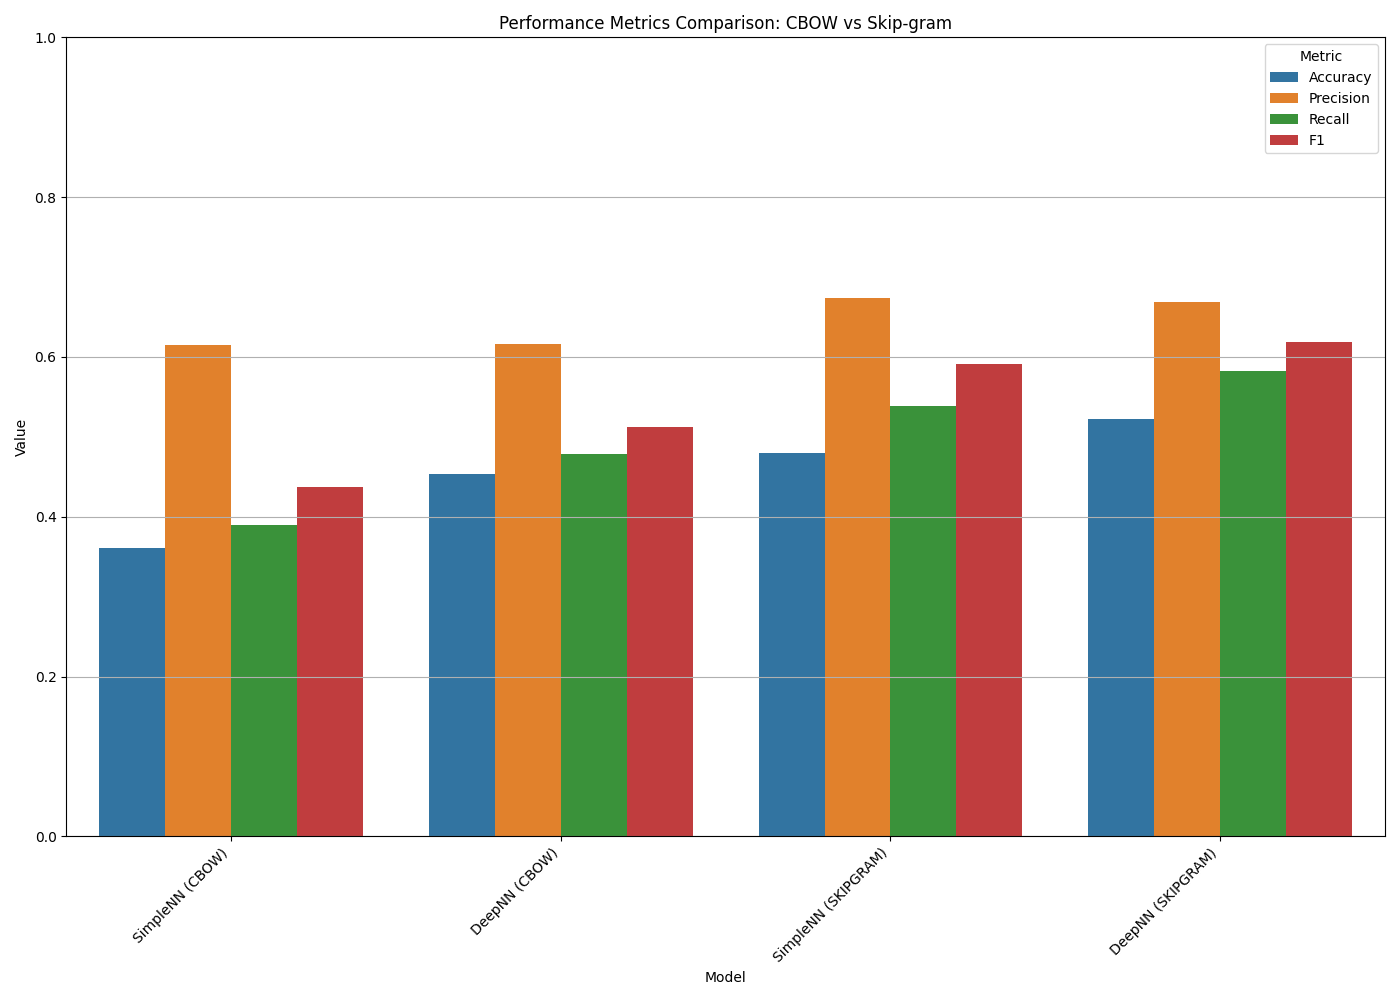 Performance Metrics Comparison: CBOW vs Skip-gram
Metric
Accuracy
Precision
Recall
F1
Value
1.0
0.8
0.6
0.4
0.2
0.0
SimpleNN (CBOW)
DeepNN (CBOW)
SimpleNN (SKIPGRAM)
DeepNN (SKIPGRAM)
Model